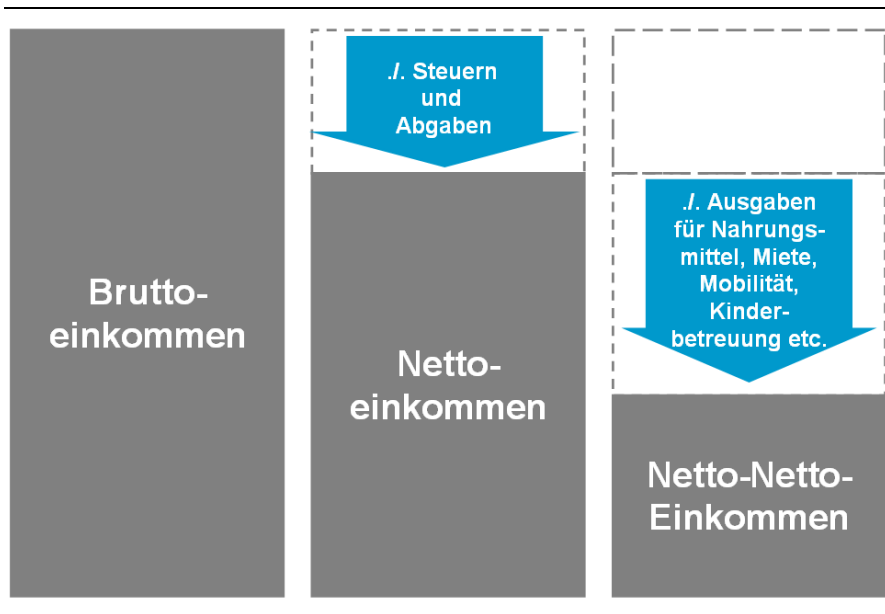 Brutto-
einkommen
./. Steuern
und
Abgaben
Netto-
einkommen
./. Ausgaben
für Nahrungs-
mittel, Miete,
Mobilität,
Kinder-
betreuung etc.
Netto-Netto-
Einkommen